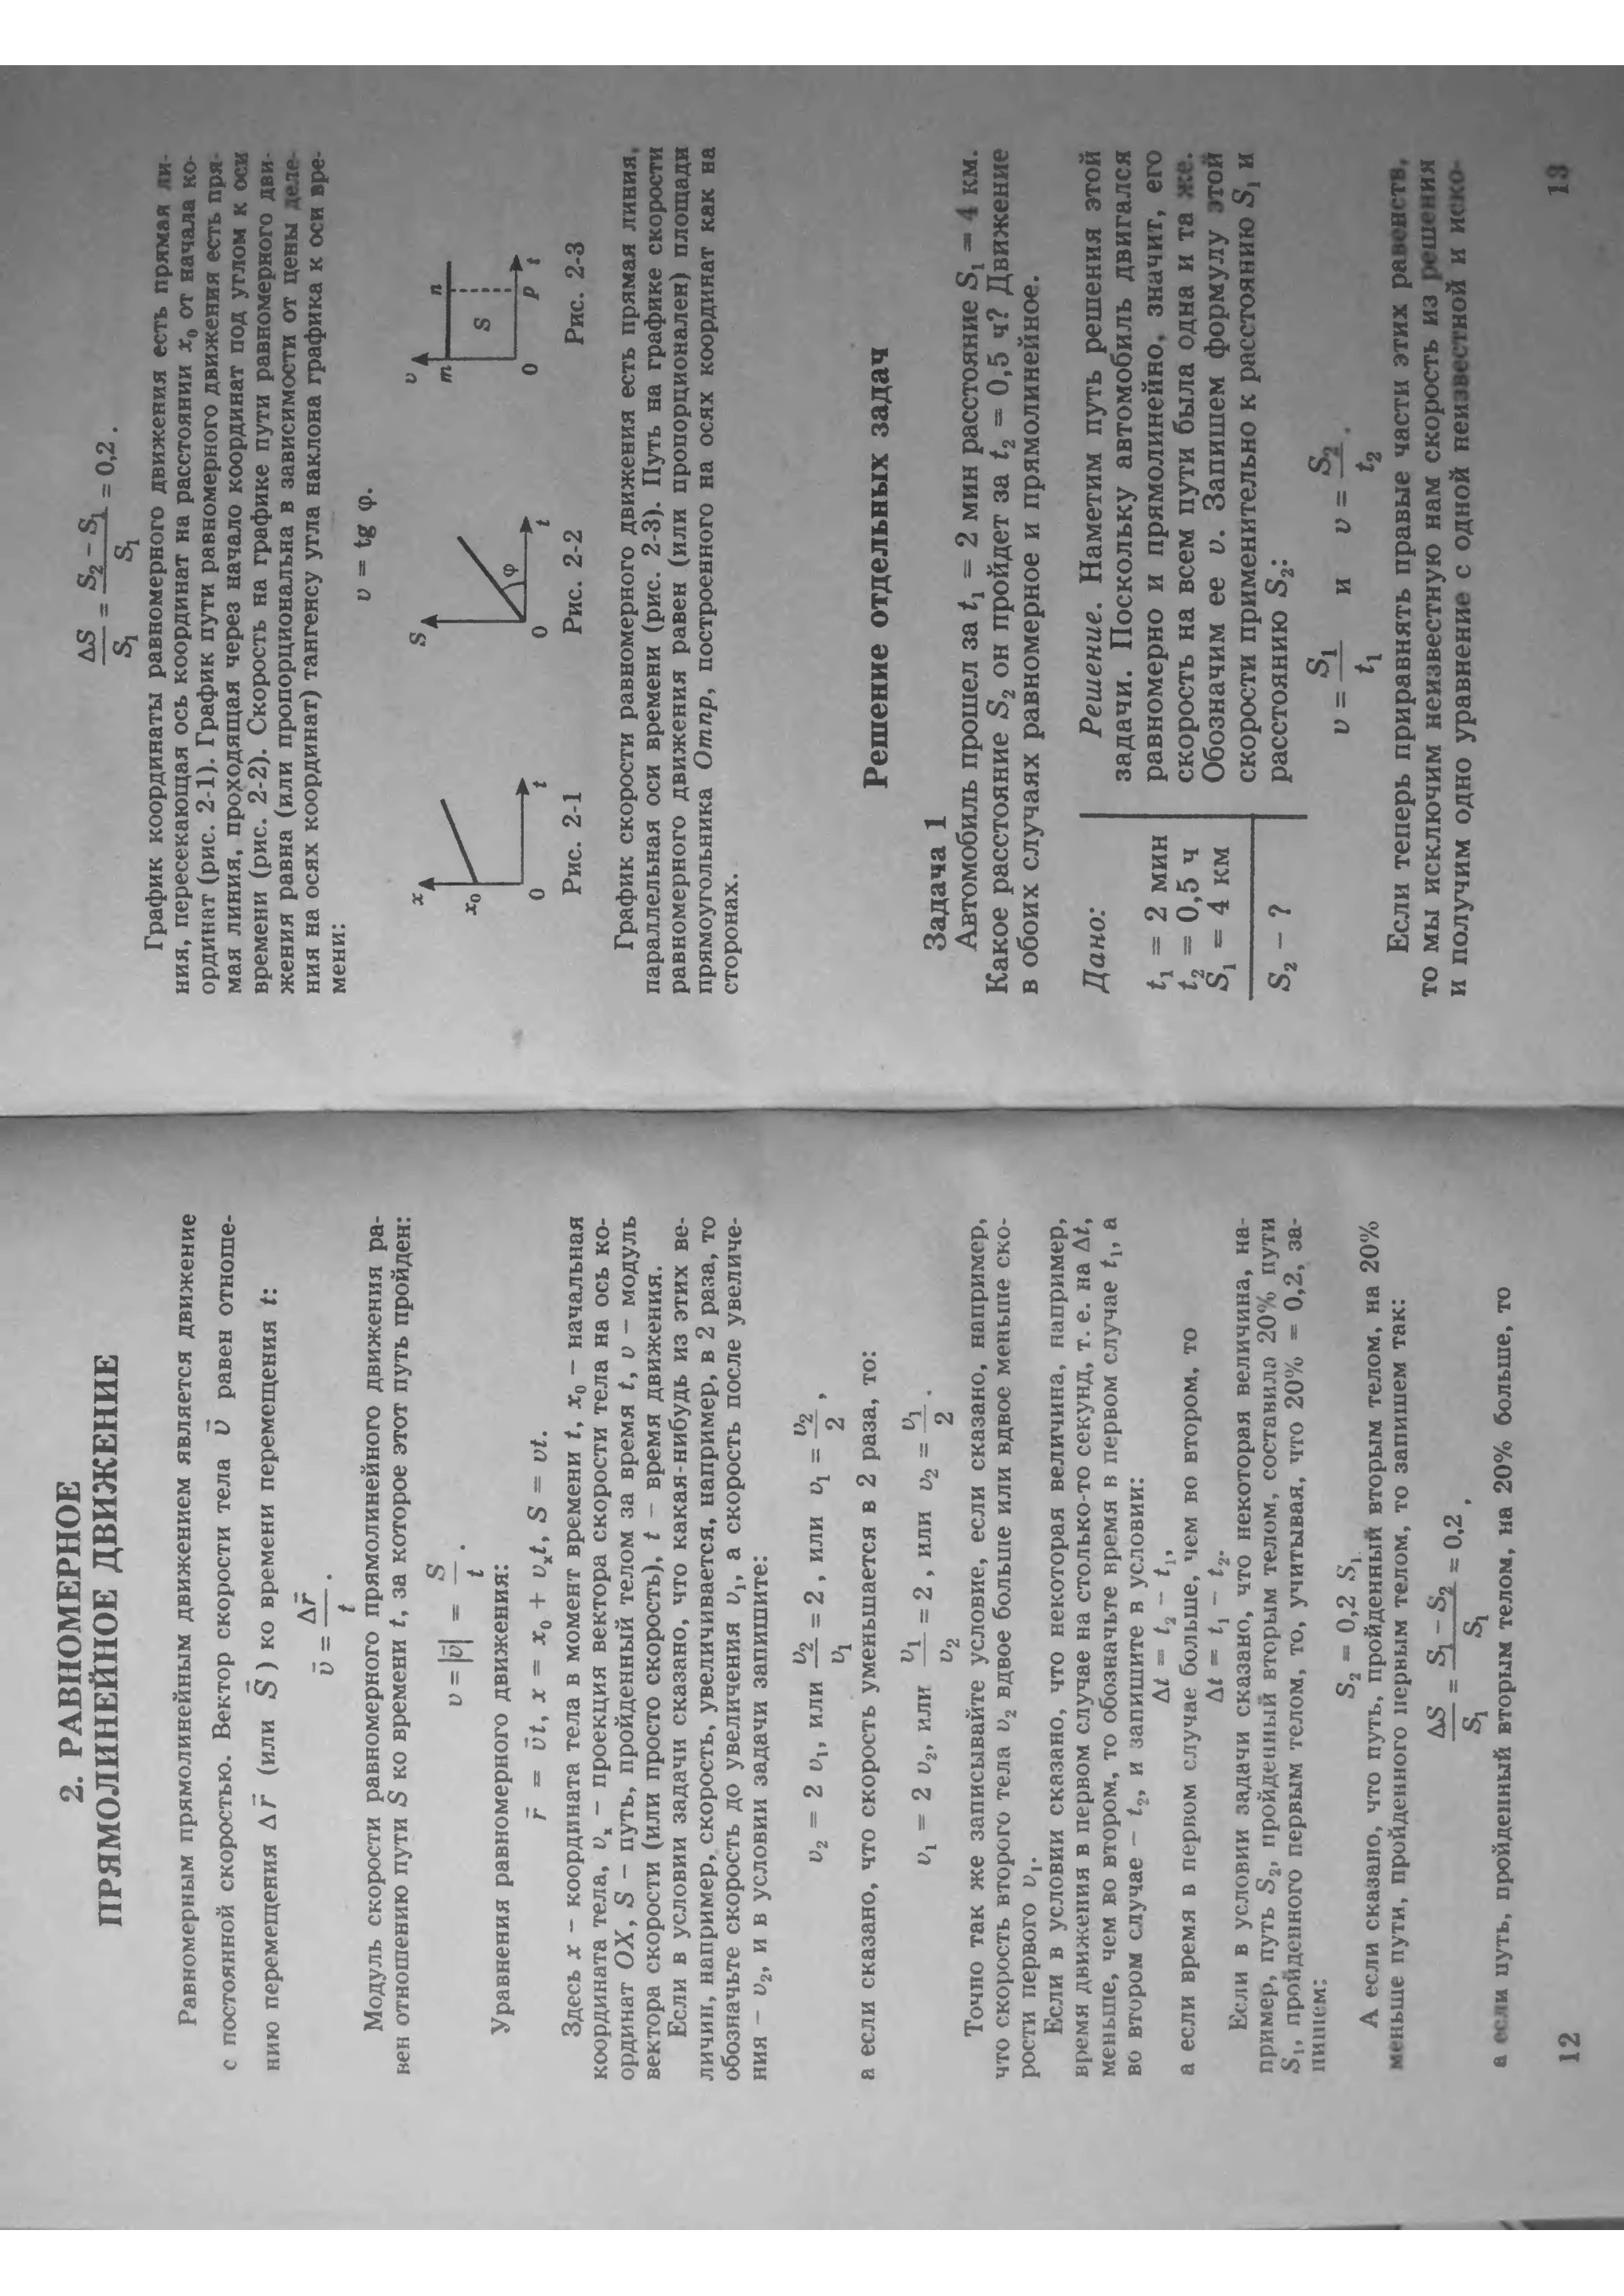 2. РАВНОМЕРНОЕ
ПРЯМОЛИНЕЙНОЕ ДВИЖЕНИЕ
Равномерным прямолинейным движением является движение
с постоянной скоростью. Вектор скорости тела v̄ равен отноше-
нию перемещения Δr̄ (или S̄) ко времени перемещения t:
v̄ = Δr̄/t .
Модуль скорости равномерного прямолинейного движения ра-
вен отношению пути S ко времени t, за которое этот путь пройден:
v = |v̄| = S/t .
Уравнения равномерного движения:
r̄ = v̄t, x = x₀ + vₓt, S = vt.
Здесь x – координата тела в момент времени t, x₀ – начальная
координата тела, vₓ – проекция вектора скорости тела на ось ко-
ординат OX, S – путь, пройденный телом за время t, v – модуль
вектора скорости (или просто скорость), t – время движения.
Если в условии задачи сказано, что какая-нибудь из этих ве-
личин, например, скорость, увеличивается, например, в 2 раза, то
обозначьте скорость до увеличения v₁, а скорость после увеличе-
ния – v₂, и в условии задачи запишите:
v₂ = 2 v₁, или v₂/v₁ = 2 , или v₁ = v₂/2 ,
а если сказано, что скорость уменьшается в 2 раза, то:
v₁ = 2 v₂, или v₁/v₂ = 2 , или v₂ = v₁/2 .
Точно так же записывайте условие, если сказано, например,
что скорость второго тела v₂ вдвое больше или вдвое меньше ско-
рости первого v₁.
Если в условии сказано, что некоторая величина, например,
время движения в первом случае на столько-то секунд, т. е. на Δt,
меньше, чем во втором, то обозначьте время в первом случае t₁, а
во втором случае – t₂, и запишите в условии:
Δt = t₂ – t₁,
а если время в первом случае больше, чем во втором, то
Δt = t₁ – t₂.
Если в условии задачи сказано, что некоторая величина, на-
пример, путь S₂, пройденный вторым телом, составила 20% пути
S₁, пройденного первым телом, то, учитывая, что 20% = 0,2, за-
пишем:
S₂ = 0,2 S₁.
А если сказано, что путь, пройденный вторым телом, на 20%
меньше пути, пройденного первым телом, то запишем так:
ΔS/S₁ = (S₁ – S₂)/S₁ = 0,2 ,
а если путь, пройденный вторым телом, на 20% больше, то
12
ΔS/S₁ = (S₂ – S₁)/S₁ = 0,2 .
График координаты равномерного движения есть прямая ли-
ния, пересекающая ось координат на расстоянии x₀ от начала ко-
ординат (рис. 2-1). График пути равномерного движения есть пря-
мая линия, проходящая через начало координат под углом к оси
времени (рис. 2-2). Скорость на графике пути равномерного дви-
жения равна (или пропорциональна в зависимости от цены деле-
ния на осях координат) тангенсу угла наклона графика к оси вре-
мени:
v = tg φ.
x x₀ 0 t
Рис. 2-1
S φ 0 t
Рис. 2-2
v m n S 0 p t
Рис. 2-3
График скорости равномерного движения есть прямая линия,
параллельная оси времени (рис. 2-3). Путь на графике скорости
равномерного движения равен (или пропорционален) площади
прямоугольника Отпр, построенного на осях координат как на
сторонах.
Решение отдельных задач
Задача 1
Автомобиль прошел за t₁ = 2 мин расстояние S₁ = 4 км.
Какое расстояние S₂ он пройдет за t₂ = 0,5 ч? Движение
в обоих случаях равномерное и прямолинейное.
Дано:
t₁ = 2 мин
t₂ = 0,5 ч
S₁ = 4 км
S₂ – ?
Решение. Наметим путь решения этой
задачи. Поскольку автомобиль двигался
равномерно и прямолинейно, значит, его
скорость на всем пути была одна и та же.
Обозначим ее v. Запишем формулу этой
скорости применительно к расстоянию S₁ и
расстоянию S₂:
v = S₁/t₁ и v = S₂/t₂ .
Если теперь приравнять правые части этих равенств,
то мы исключим неизвестную нам скорость из решения
и получим одно уравнение с одной неизвестной и иско-
13